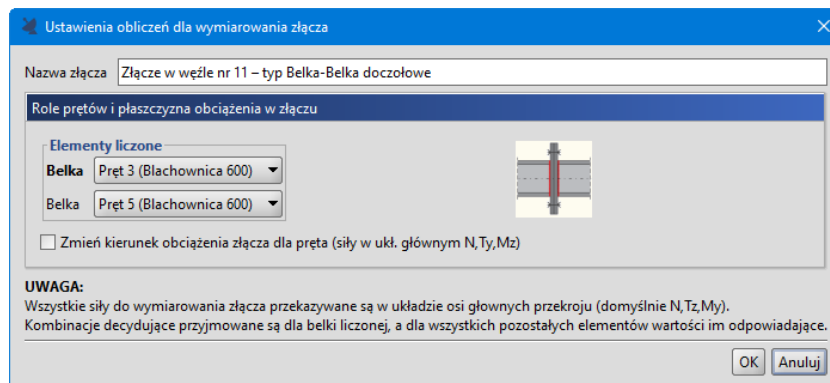 Ustawienia obliczeń dla wymiarowania złącza
Nazwa złącza Złącze w węźle nr 11 – typ Belka-Belka doczołowe
Role prętów i płaszczyzna obciążenia w złączu
Elementy liczone
Belka Pręt 3 (Blachownica 600)
Belka Pręt 5 (Blachownica 600)
Zmień kierunek obciążenia złącza dla pręta (siły w ukł. głównym N,Ty,Mz)
UWAGA:
Wszystkie siły do wymiarowania złącza przekazywane są w układzie osi głownych przekroju (domyślnie N,Tz,My).
Kombinacje decydujące przyjmowane są dla belki liczonej, a dla wszystkich pozostałych elementów wartości im odpowiadające.
OK Anuluj